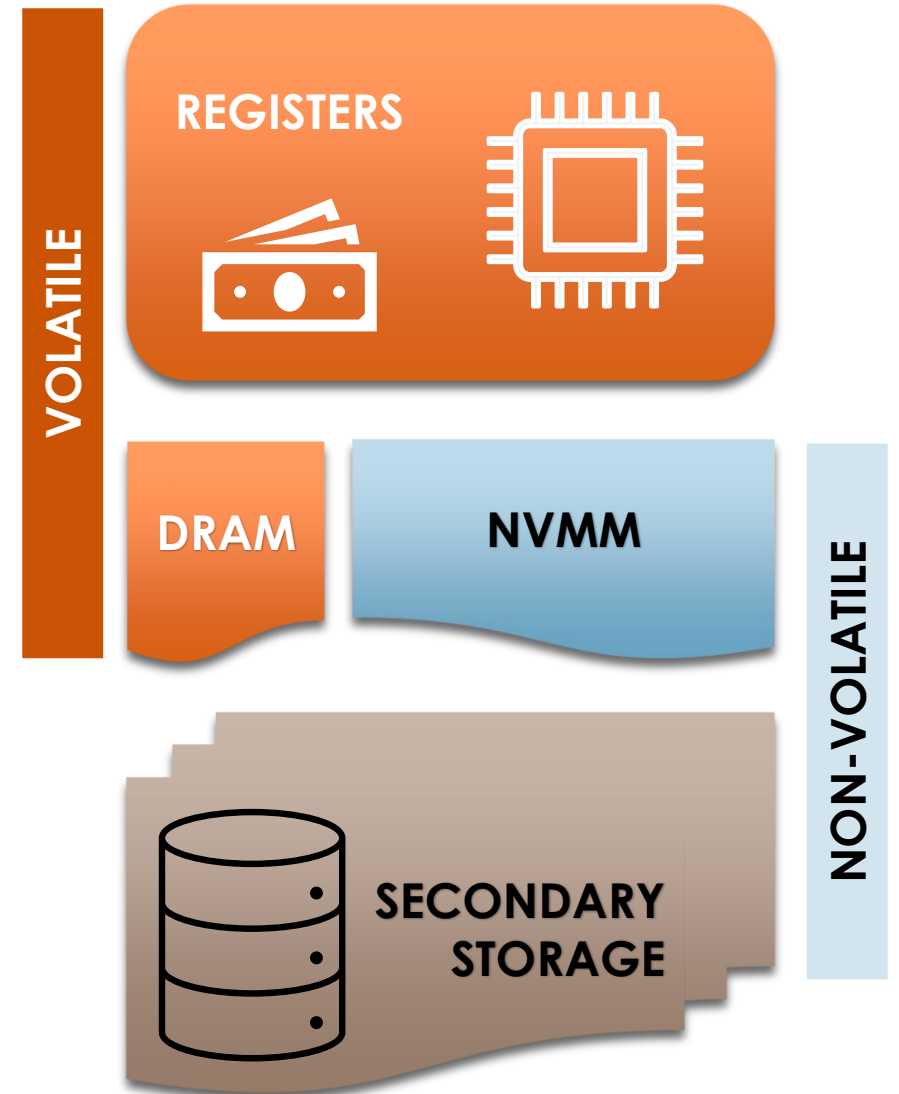 VOLATILE
REGISTERS
DRAM
NVMM
NON-VOLATILE
SECONDARY
STORAGE